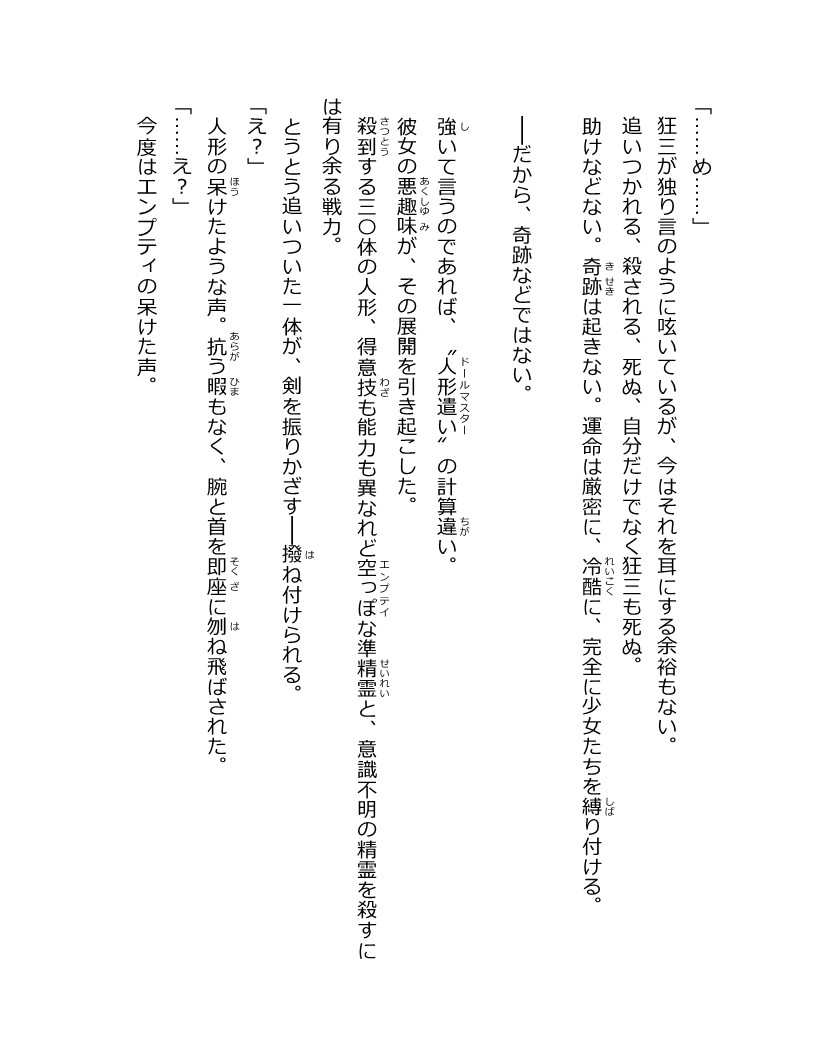 「……め……」
狂三が独り言のように呟いているが、今はそれを耳にする余裕もない。
追いつかれる、殺される、死ぬ、自分だけでなく狂三も死ぬ。
助けなどない。奇跡は起きない。運命は厳密に、冷酷に、完全に少女たちを縛り付ける。
――だから、奇跡などではない。
強いて言うのであれば、〝人形遣い〟の計算違い。
彼女の悪趣味が、その展開を引き起こした。
殺到する三〇体の人形、得意技も能力も異なれど空っぽな準精霊と、意識不明の精霊を殺すに
は有り余る戦力。
とうとう追いついた一体が、剣を振りかざす――撥ね付けられる。
「え？」
人形の呆けたような声。抗う暇もなく、腕と首を即座に刎ね飛ばされた。
「……え？」
今度はエンプティの呆けた声。